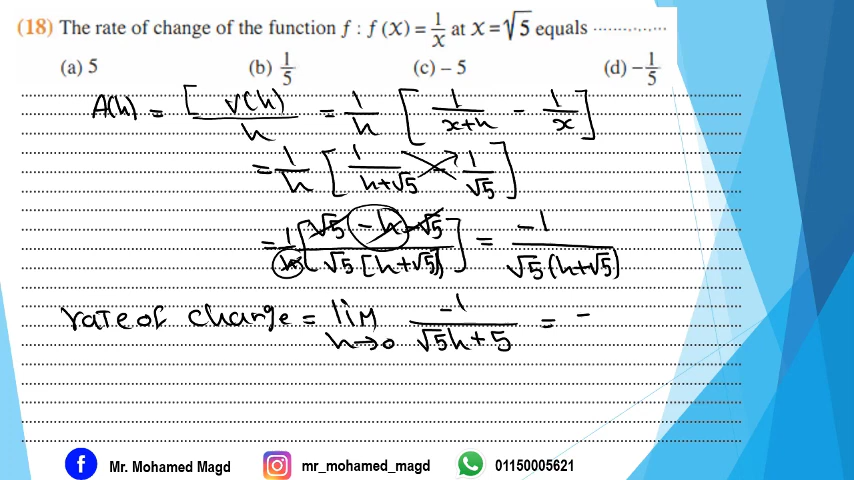 (18) The rate of change of the function f : f (x) = 1/x at x = √5 equals ................
(a) 5 (b) 1/5 (c) – 5 (d) – 1/5
A(h) = [ V(h)/h = 1/h [ 1/(x+h) - 1/x ]
= 1/h [ 1/(h+√5) - 1/√5 ]
= 1/h [ (√5 - h - √5)/(√5 [h+√5]) ] = -1/(√5 (h+√5))
rate of change = lim h→0 -1/(√5h+5) = -
Mr. Mohamed Magd mr_mohamed_magd 01150005621